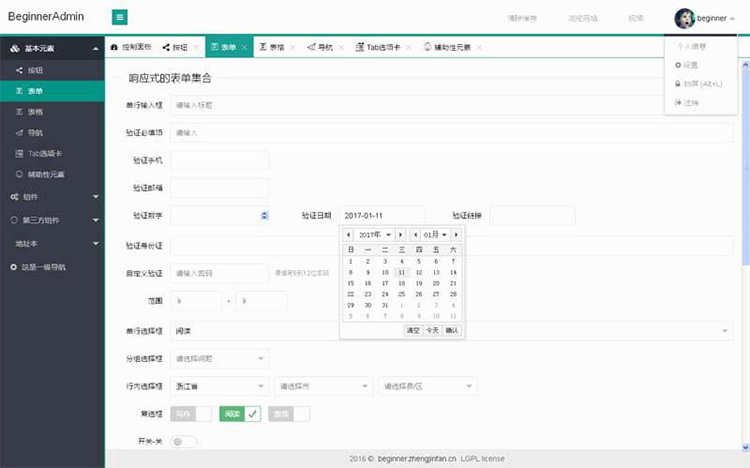 BeginnerAdmin
清除缓存 浏览网站 视频 beginner
个人信息
设置
锁屏 (Alt+L)
注销
基本元素
按钮
表单
表格
导航
Tab选项卡
辅助性元素
组件
第三方组件
地址本
这是一级导航
控制面板 按钮 表单 表格 导航 Tab选项卡 辅助性元素
响应式的表单集合
单行输入框 请输入标题
验证必填项 请输入
验证手机
验证邮箱
验证数字 验证日期 2017-01-11 验证链接
验证身份证
自定义验证 请输入密码 请填写6到12位密码
范围 ¥ - ¥
单行选择框 阅读
分组选择框 请选择问题
行内选择框 浙江省 请选择市 请选择县/区
复选框 写作 阅读
开关-关
2017年 01月
日 一 二 三 四 五 六
1 2 3 4 5 6 7
8 9 10 11 12 13 14
15 16 17 18 19 20 21
22 23 24 25 26 27 28
29 30 31 1 2 3 4
5 6 7 8 9 10 11
清空 今天 确认
2016 © beginner.zhengjinfan.cn LGPL license